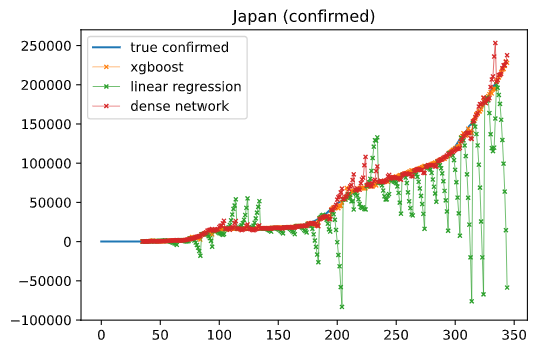 Japan (confirmed)
true confirmed
xgboost
linear regression
dense network
250000
200000
150000
100000
50000
0
−50000
−100000
0 50 100 150 200 250 300 350